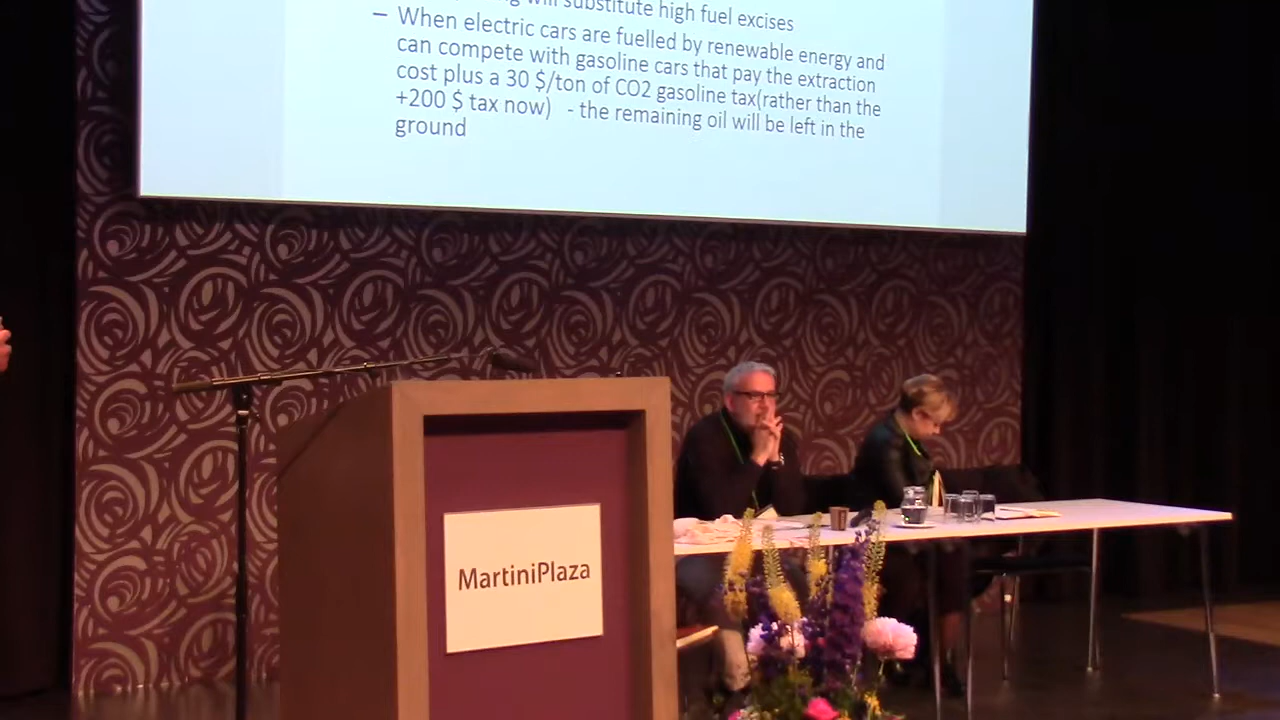 will substitute high fuel excises
– When electric cars are fuelled by renewable energy and
can compete with gasoline cars that pay the extraction
cost plus a 30 $/ton of CO2 gasoline tax(rather than the
+200 $ tax now) - the remaining oil will be left in the
ground
MartiniPlaza